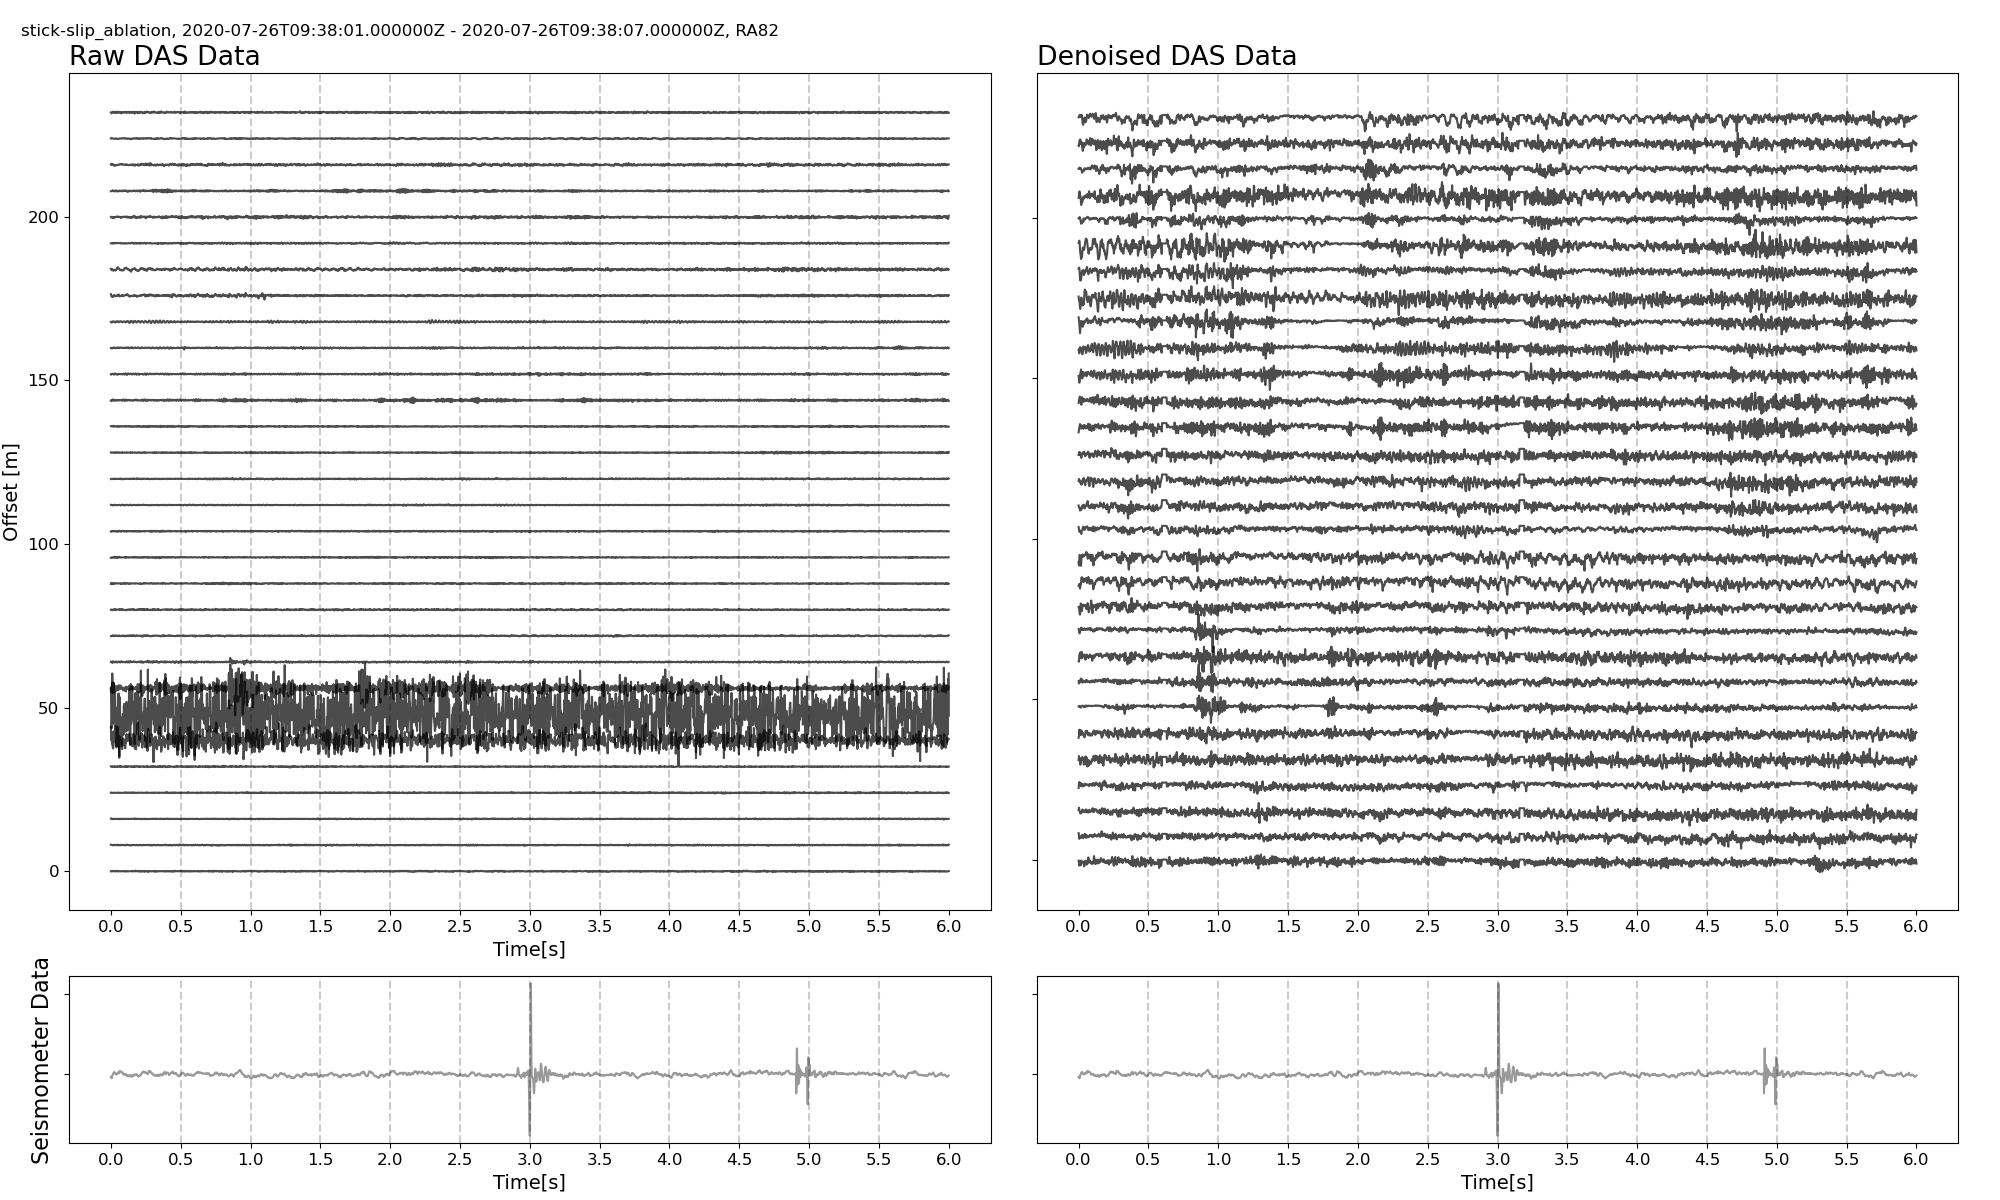 stick-slip_ablation, 2020-07-26T09:38:01.000000Z - 2020-07-26T09:38:07.000000Z, RA82
Raw DAS Data
Denoised DAS Data
Offset [m]
200
150
100
50
0
0.0 0.5 1.0 1.5 2.0 2.5 3.0 3.5 4.0 4.5 5.0 5.5 6.0
Time[s]
0.0 0.5 1.0 1.5 2.0 2.5 3.0 3.5 4.0 4.5 5.0 5.5 6.0
Seismometer Data
0.0 0.5 1.0 1.5 2.0 2.5 3.0 3.5 4.0 4.5 5.0 5.5 6.0
Time[s]
0.0 0.5 1.0 1.5 2.0 2.5 3.0 3.5 4.0 4.5 5.0 5.5 6.0
Time[s]